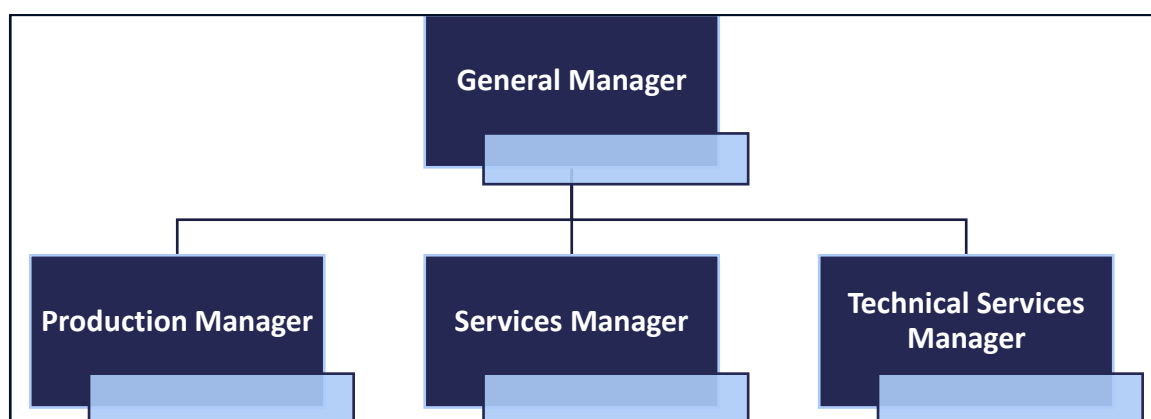 General Manager
Production Manager
Services Manager
Technical Services
Manager